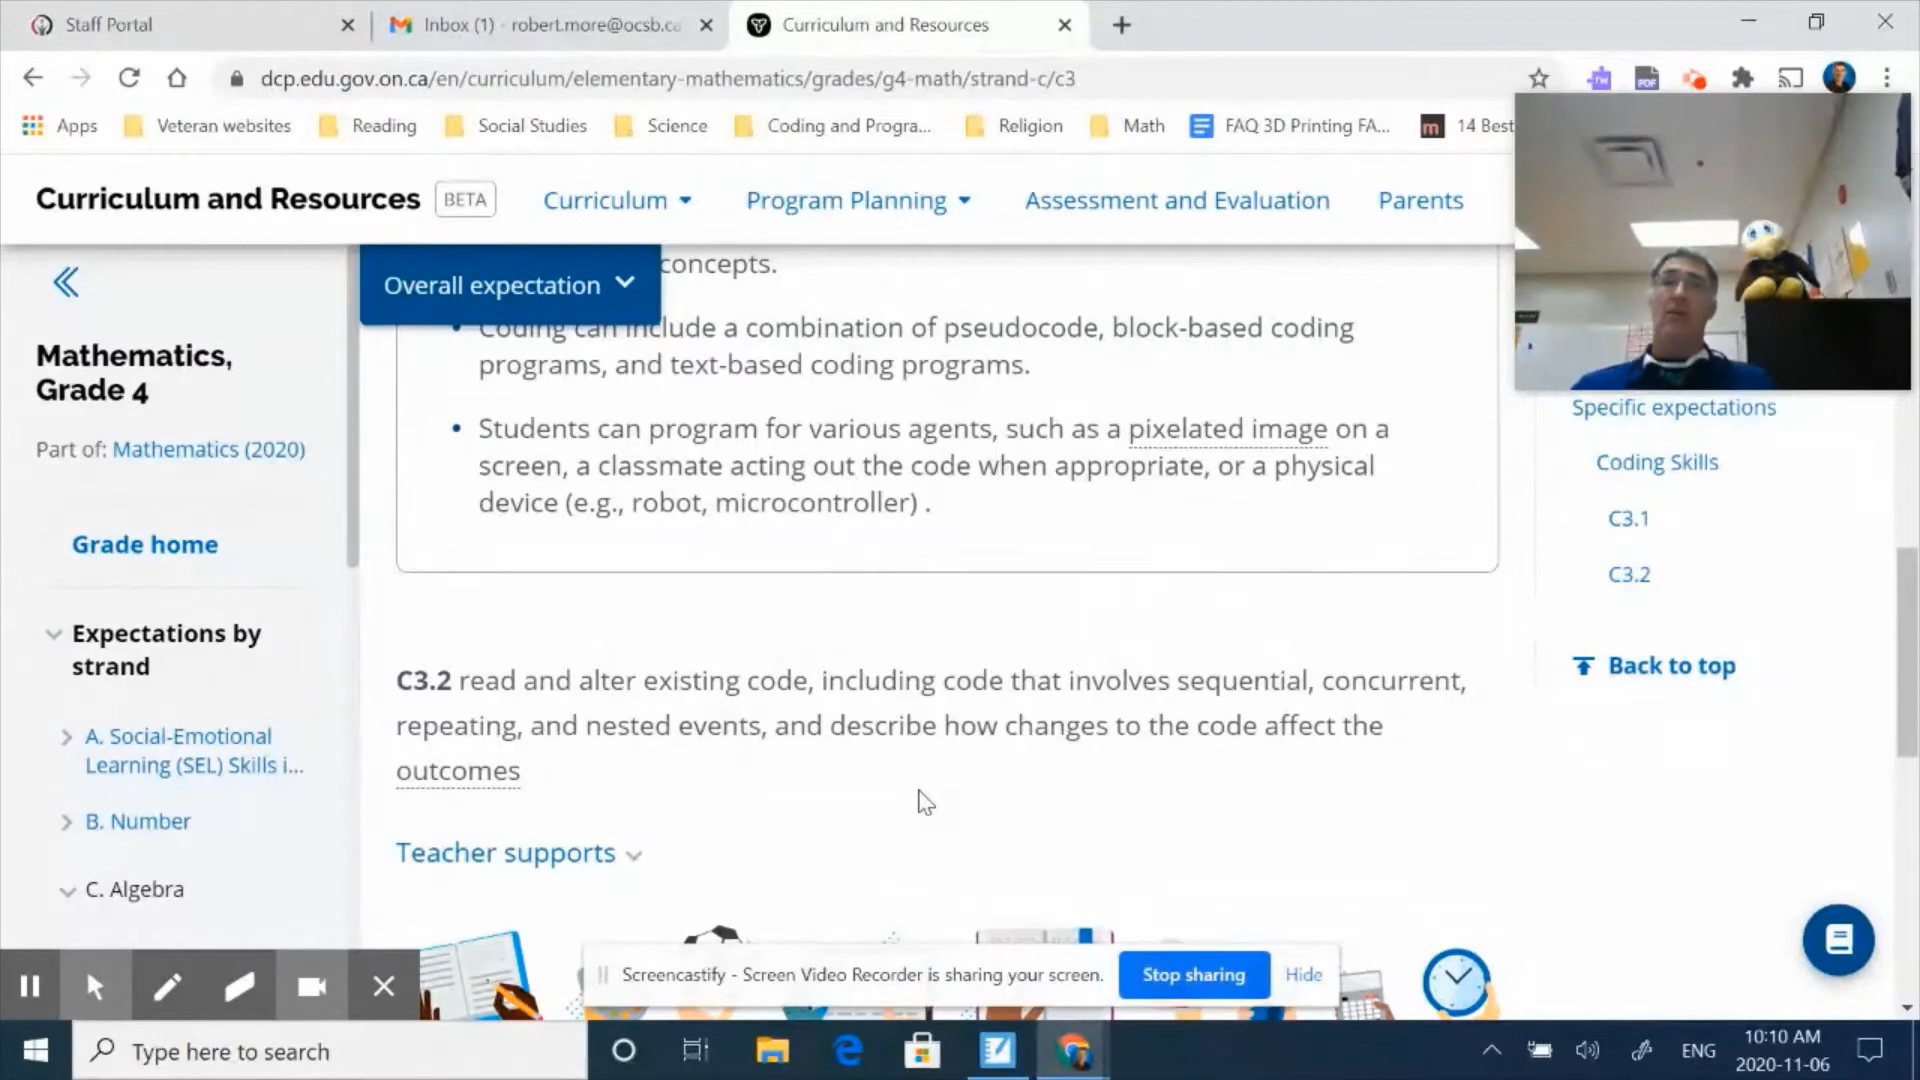 Staff Portal
Inbox (1) - robert.more@ocsb.ca
Curriculum and Resources
dcp.edu.gov.on.ca/en/curriculum/elementary-mathematics/grades/g4-math/strand-c/c3
Apps
Veteran websites
Reading
Social Studies
Science
Coding and Progra...
Religion
Math
FAQ 3D Printing FA...
14 Best
Curriculum and Resources
BETA
Curriculum
Program Planning
Assessment and Evaluation
Parents
Mathematics,
Grade 4
Part of: Mathematics (2020)
Grade home
Expectations by
strand
A. Social-Emotional
Learning (SEL) Skills i...
B. Number
C. Algebra
Overall expectation
concepts.
Coding can include a combination of pseudocode, block-based coding
programs, and text-based coding programs.
Students can program for various agents, such as a pixelated image on a
screen, a classmate acting out the code when appropriate, or a physical
device (e.g., robot, microcontroller) .
C3.2 read and alter existing code, including code that involves sequential, concurrent,
repeating, and nested events, and describe how changes to the code affect the
outcomes
Teacher supports
Specific expectations
Coding Skills
C3.1
C3.2
Back to top
Screencastify - Screen Video Recorder is sharing your screen.
Stop sharing
Hide
Type here to search
ENG
10:10 AM
2020-11-06